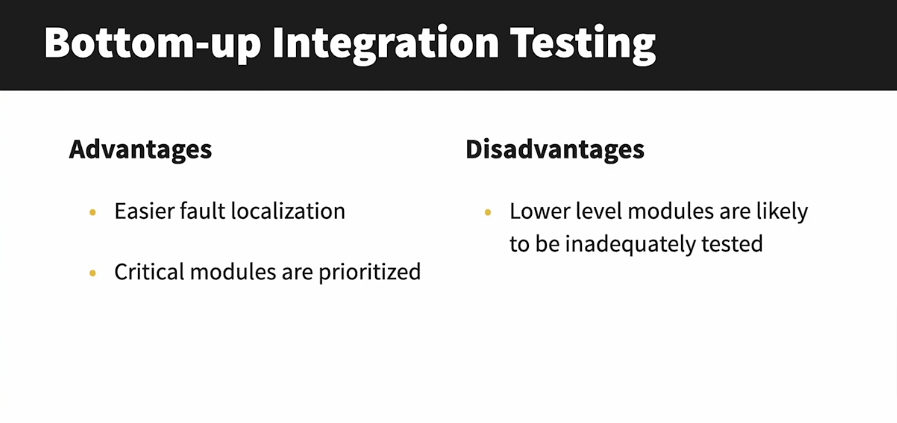 Bottom-up Integration Testing
Advantages
Easier fault localization
Critical modules are prioritized
Disadvantages
Lower level modules are likely
to be inadequately tested